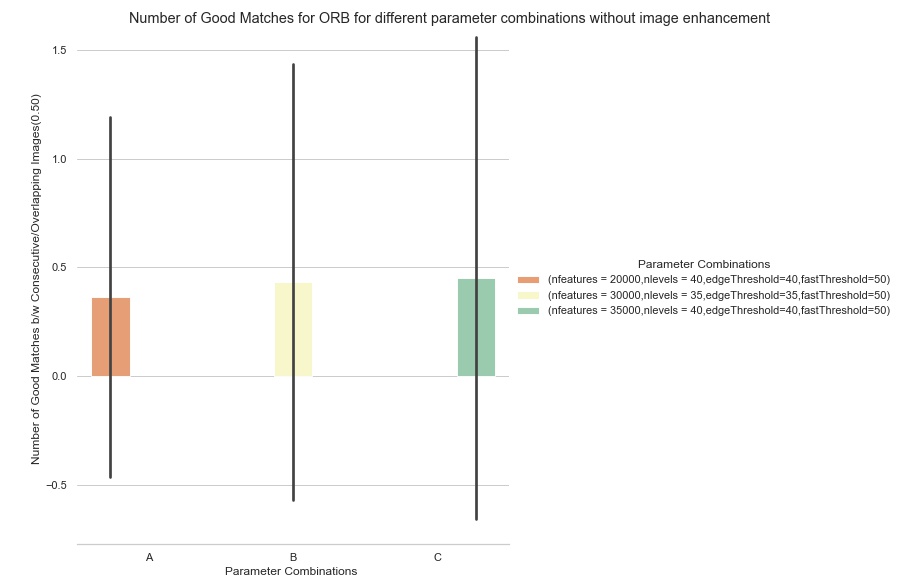 Number of Good Matches for ORB for different parameter combinations without image enhancement
Number of Good Matches b/w Consecutive/Overlapping Images(0.50)
1.5
1.0
0.5
0.0
−0.5
A
B
C
Parameter Combinations
Parameter Combinations
(nfeatures = 20000,nlevels = 40,edgeThreshold=40,fastThreshold=50)
(nfeatures = 30000,nlevels = 35,edgeThreshold=35,fastThreshold=50)
(nfeatures = 35000,nlevels = 40,edgeThreshold=40,fastThreshold=50)